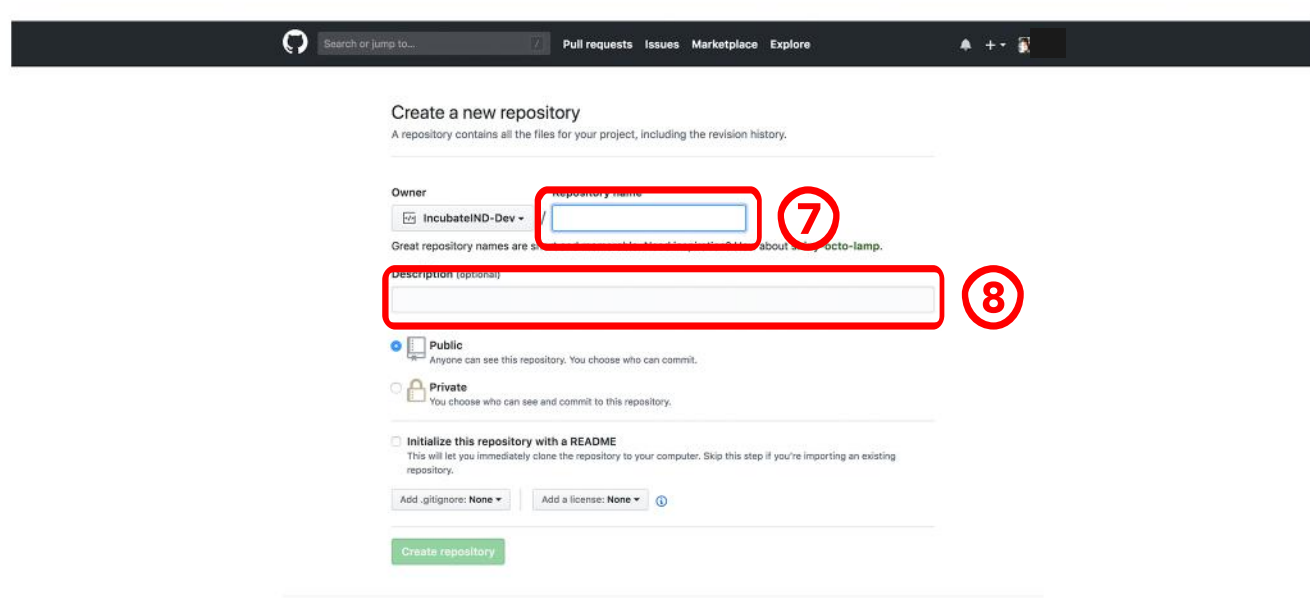 Search or jump to... /
Pull requests Issues Marketplace Explore
Create a new repository
A repository contains all the files for your project, including the revision history.
Owner
Repository name
IncubateIND-Dev /
7
Great repository names are about octo-lamp.
Description (optional)
8
Public
Anyone can see this repository. You choose who can commit.
Private
You choose who can see and commit to this repository.
Initialize this repository with a README
This will let you immediately clone the repository to your computer. Skip this step if you're importing an existing
repository.
Add .gitignore: None
Add a license: None
Create repository